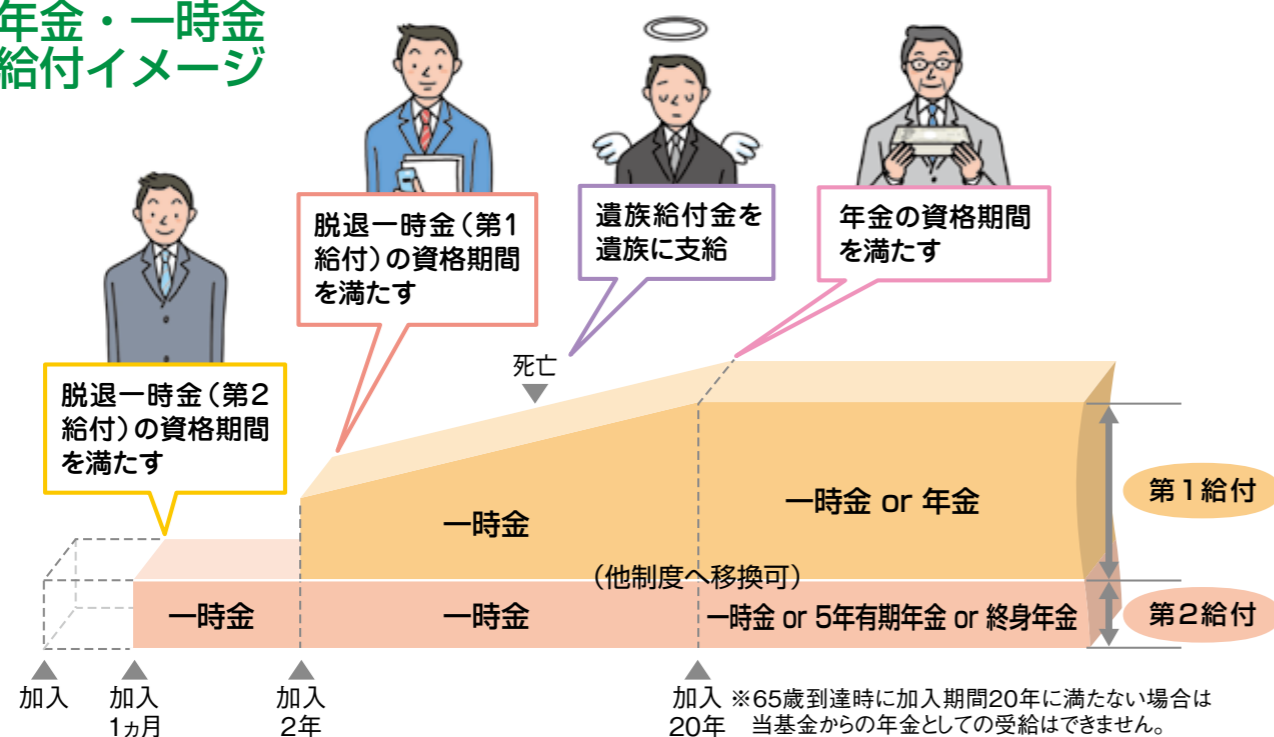 年金・一時金
給付イメージ
脱退一時金（第1
給付）の資格期間
を満たす
遺族給付金を
遺族に支給
年金の資格期間
を満たす
脱退一時金（第2
給付）の資格期間
を満たす
死亡
一時金
一時金 or 年金
第1給付
（他制度へ移換可）
一時金
一時金
一時金 or 5年有期年金 or 終身年金
第2給付
加入
加入
1ヵ月
加入
2年
加入
20年
※65歳到達時に加入期間20年に満たない場合は
当基金からの年金としての受給はできません。